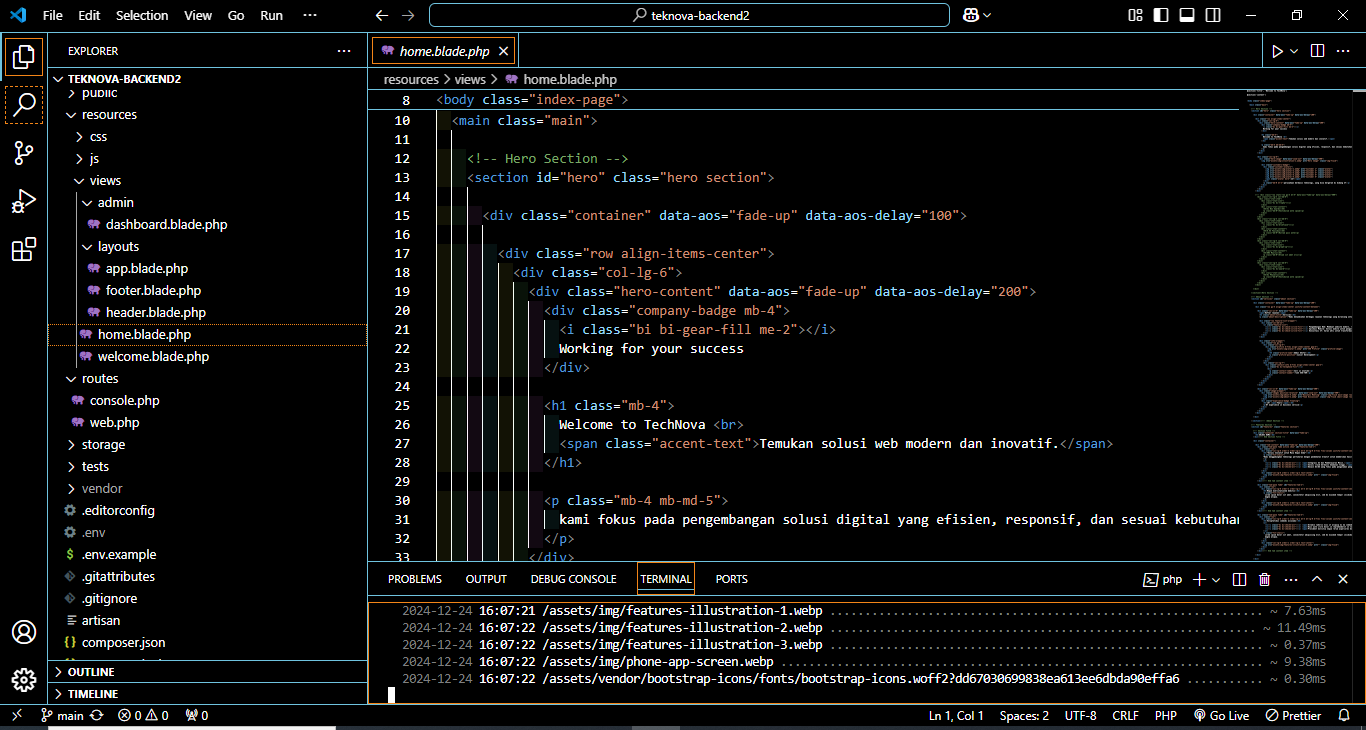 File Edit Selection View Go Run ··· teknova-backend2
EXPLORER ···
TEKNOVA-BACKEND2
public
resources
css
js
views
admin
dashboard.blade.php
layouts
app.blade.php
footer.blade.php
header.blade.php
home.blade.php
welcome.blade.php
routes
console.php
web.php
storage
tests
vendor
.editorconfig
.env
.env.example
.gitattributes
.gitignore
artisan
composer.json
OUTLINE
TIMELINE
home.blade.php
resources > views > home.blade.php
8 <body class="index-page">
10 <main class="main">
11
12 <!-- Hero Section -->
13 <section id="hero" class="hero section">
14
15 <div class="container" data-aos="fade-up" data-aos-delay="100">
16
17 <div class="row align-items-center">
18 <div class="col-lg-6">
19 <div class="hero-content" data-aos="fade-up" data-aos-delay="200">
20 <div class="company-badge mb-4">
21 <i class="bi bi-gear-fill me-2"></i>
22 Working for your success
23 </div>
24
25 <h1 class="mb-4">
26 Welcome to TechNova <br>
27 <span class="accent-text">Temukan solusi web modern dan inovatif.</span>
28 </h1>
29
30 <p class="mb-4 mb-md-5">
31 kami fokus pada pengembangan solusi digital yang efisien, responsif, dan sesuai kebutuhan
32 </p>
33 </div>
PROBLEMS OUTPUT DEBUG CONSOLE TERMINAL PORTS php
2024-12-24 16:07:21 /assets/img/features-illustration-1.webp ~ 7.63ms
2024-12-24 16:07:22 /assets/img/features-illustration-2.webp ~ 11.49ms
2024-12-24 16:07:22 /assets/img/features-illustration-3.webp ~ 0.37ms
2024-12-24 16:07:22 /assets/img/phone-app-screen.webp ~ 9.38ms
2024-12-24 16:07:22 /assets/vendor/bootstrap-icons/fonts/bootstrap-icons.woff2?dd67030699838ea613ee6dbda90effa6 ~ 0.30ms
main 0 0 0 Ln 1, Col 1 Spaces: 2 UTF-8 CRLF PHP Go Live Prettier